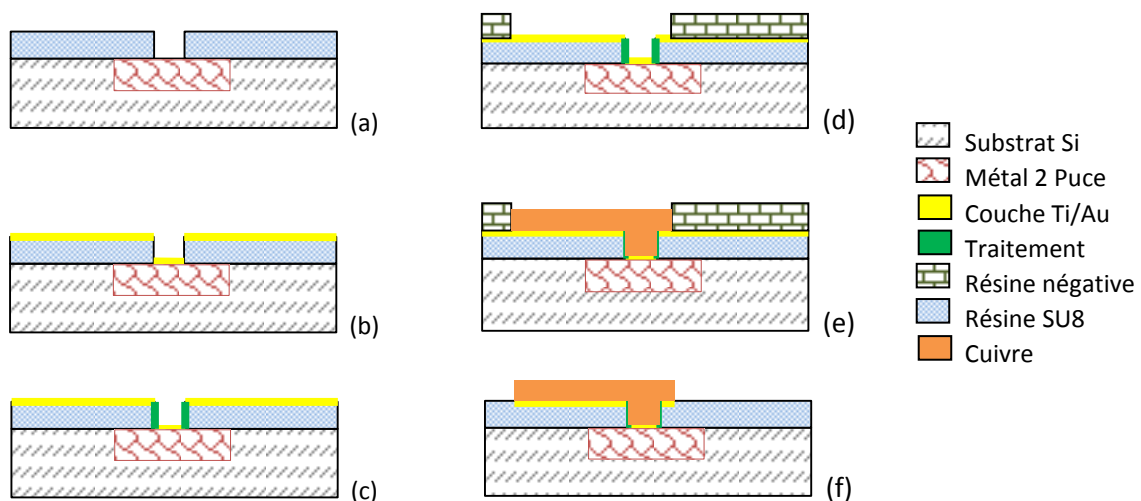 (a)
(b)
(c)
(d)
(e)
(f)
Substrat Si
Métal 2 Puce
Couche Ti/Au
Traitement
Résine négative
Résine SU8
Cuivre